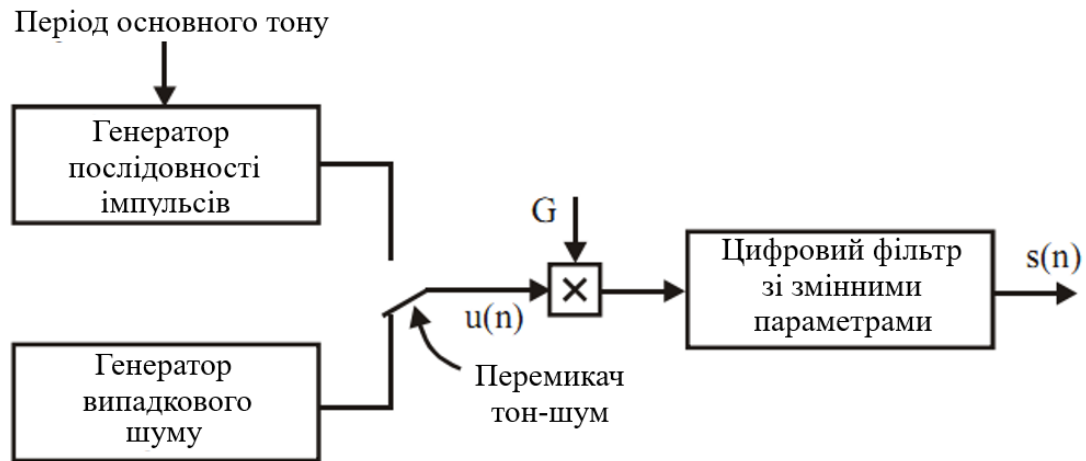 Період основного тону
Генератор
послідовності
імпульсів
G
×
u(n)
Цифровий фільтр
зі змінними
параметрами
s(n)
Перемикач
тон-шум
Генератор
випадкового
шуму